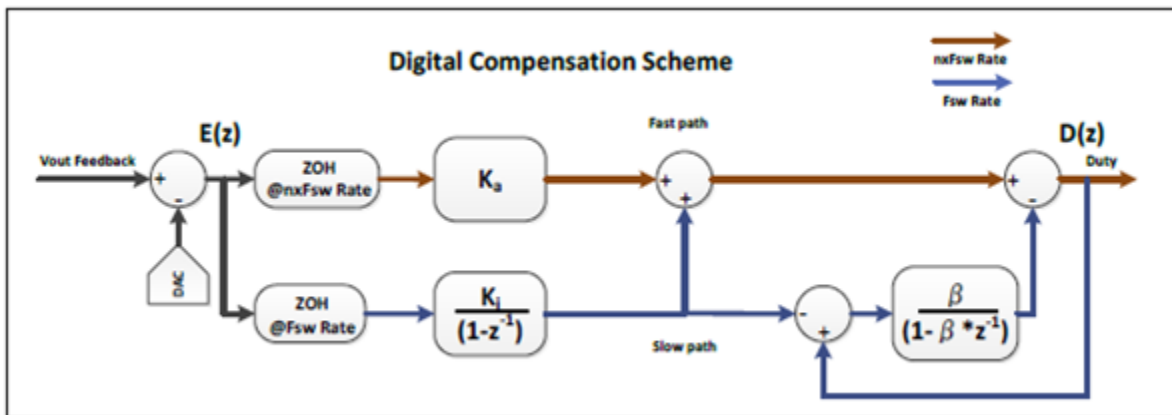 Digital Compensation Scheme
nxFsw Rate
Fsw Rate
E(z)
Fast path
D(z)
Vout Feedback
Duty
+
-
ZOH
@nxFsw Rate
Ka
+
+
+
-
DAC
ZOH
@Fsw Rate
Ki
(1-z⁻¹)
Slow path
-
+
β
(1- β *z⁻¹)